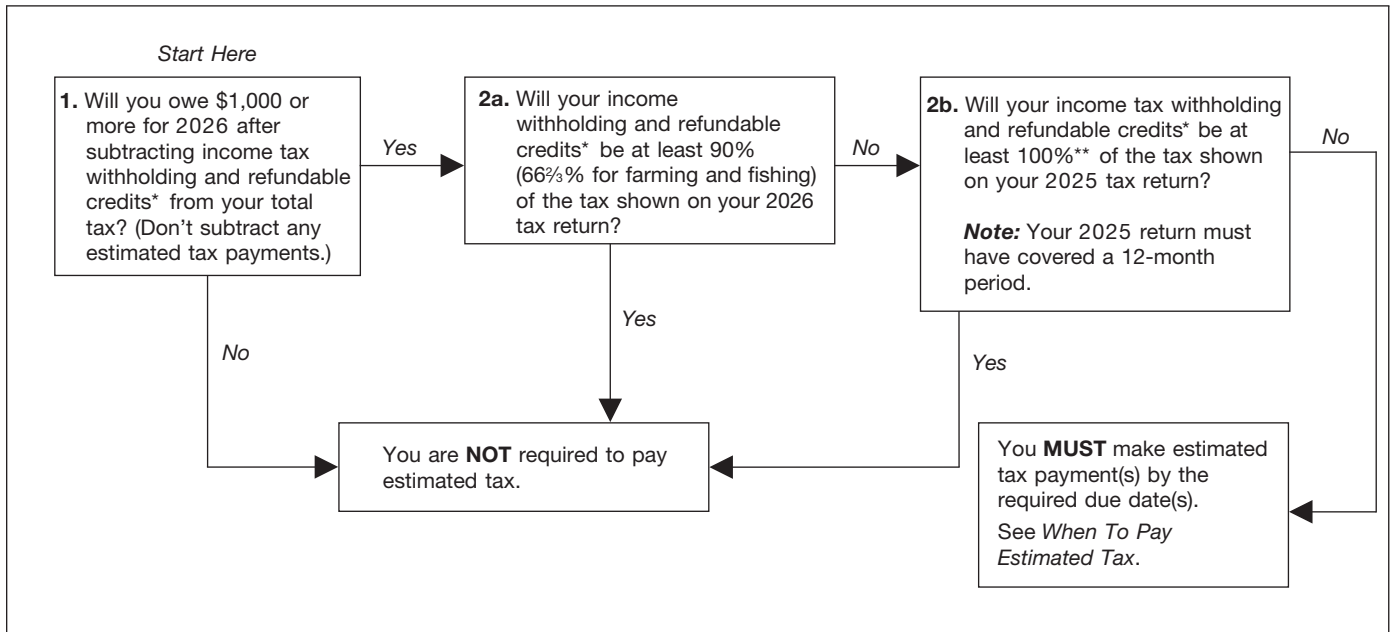 Start Here
1. Will you owe $1,000 or
more for 2026 after
subtracting income tax
withholding and refundable
credits* from your total
tax? (Don't subtract any
estimated tax payments.)
Yes
2a. Will your income
withholding and refundable
credits* be at least 90%
(66⅔% for farming and fishing)
of the tax shown on your 2026
tax return?
No
2b. Will your income tax withholding
and refundable credits* be at
least 100%** of the tax shown
on your 2025 tax return?
Note: Your 2025 return must
have covered a 12-month
period.
No
No
Yes
Yes
You are NOT required to pay
estimated tax.
You MUST make estimated
tax payment(s) by the
required due date(s).
See When To Pay
Estimated Tax.